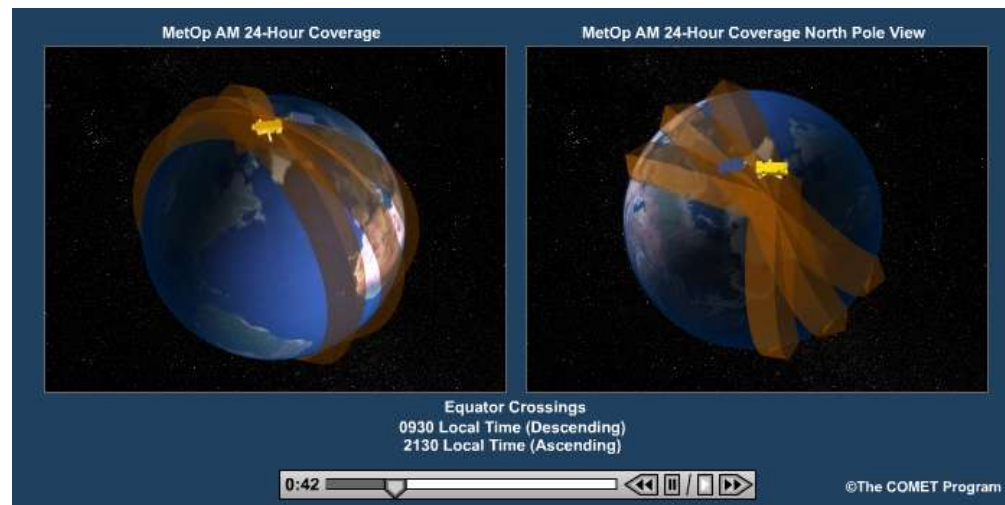 MetOp AM 24-Hour Coverage
MetOp AM 24-Hour Coverage North Pole View
Equator Crossings
0930 Local Time (Descending)
2130 Local Time (Ascending)
0:42
©The COMET Program